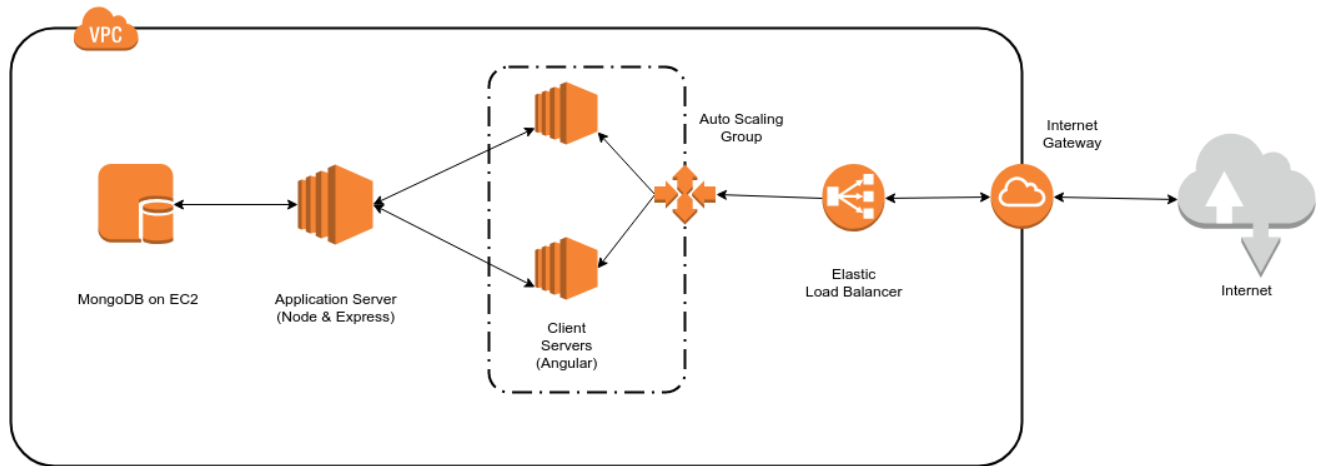 VPC
Auto Scaling
Group
Internet
Gateway
MongoDB on EC2
Application Server
(Node & Express)
Client
Servers
(Angular)
Elastic
Load Balancer
Internet